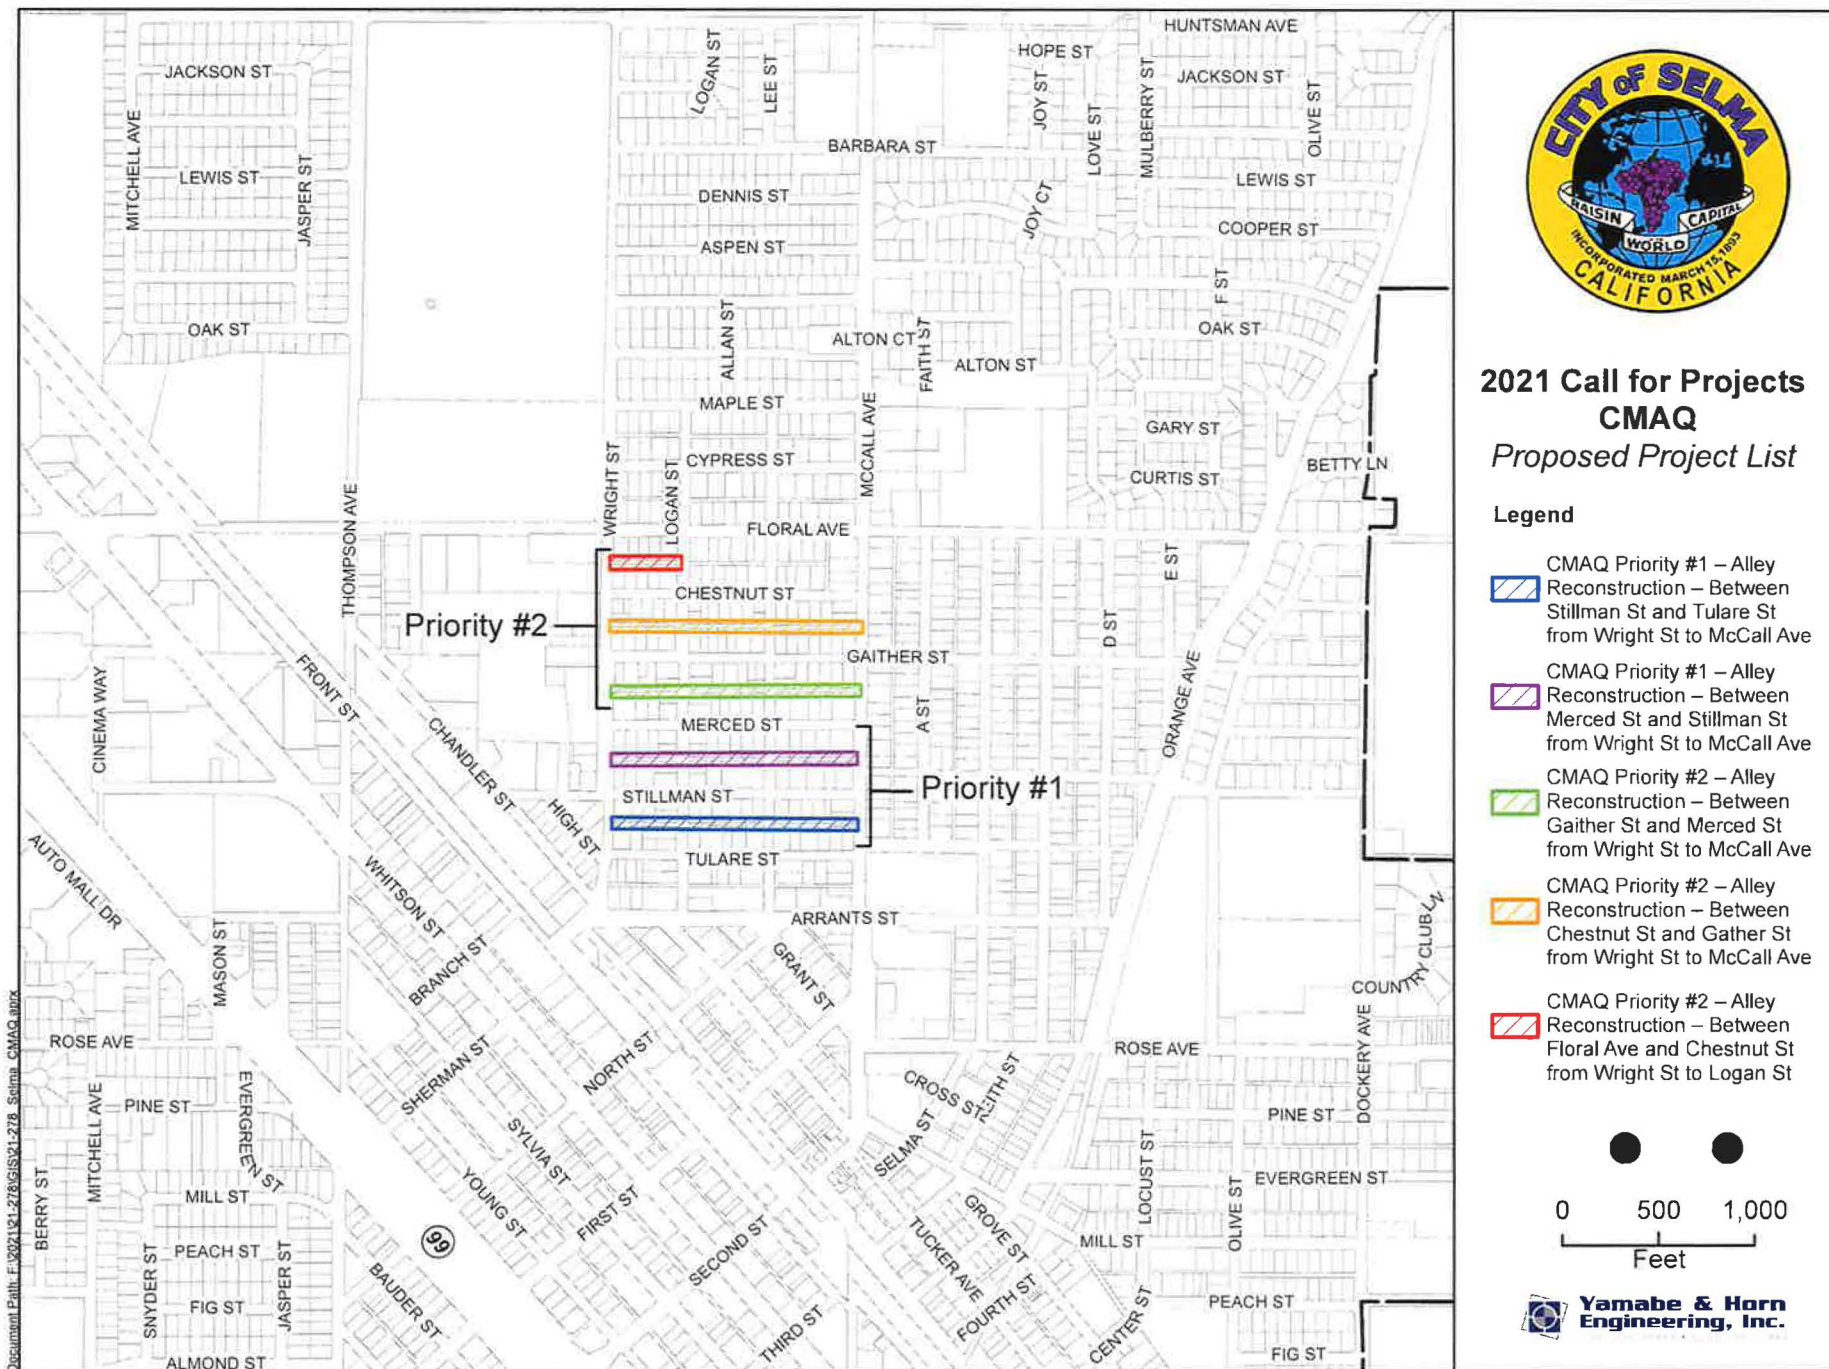 HUNTSMAN AVE
HOPE ST
JACKSON ST
LOGAN ST
LEE ST
JOY ST
MULBERRY ST
JACKSON ST
OLIVE ST
MITCHELL AVE
LOVE ST
BARBARA ST
LEWIS ST
JASPER ST
DENNIS ST
LEWIS ST
JOY CT
ASPEN ST
COOPER ST
F ST
OAK ST
ALLAN ST
ALTON CT
FAITH ST
OAK ST
ALTON ST
MAPLE ST
MCCALL AVE
GARY ST
WRIGHT ST
LOGAN ST
CYPRESS ST
CURTIS ST
BETTY LN
THOMPSON AVE
FLORAL AVE
E ST
CHESTNUT ST
Priority #2
D ST
GAITHER ST
FRONT ST
CINEMA WAY
ORANGE AVE
A ST
MERCED ST
CHANDLER ST
HIGH ST
STILLMAN ST
Priority #1
TULARE ST
AUTO MALL DR
WHITSON ST
ARRANTS ST
MASON ST
BRANCH ST
GRANT ST
COUNTRY CLUB LN
ROSE AVE
SHERMAN ST
NORTH ST
ROSE AVE
DOCKERY AVE
CROSS ST
KEITH ST
EVERGREEN ST
MITCHELL AVE
PINE ST
PINE ST
SYLVIA ST
SELMA ST
LOCUST ST
EVERGREEN ST
BERRY ST
MILL ST
YOUNG ST
FIRST ST
GROVE ST
OLIVE ST
TUCKER AVE
MILL ST
99
SNYDER ST
PEACH ST
JASPER ST
SECOND ST
BAUDER ST
FOURTH ST
CENTER ST
PEACH ST
FIG ST
THIRD ST
ALMOND ST
FIG ST
Document Path: F:\2021\21-278\GIS\21-278_Selma_CMAQ.aprx
CITY OF SELMA
RAISIN
CAPITAL
WORLD
INCORPORATED MARCH 15, 1893
CALIFORNIA
2021 Call for Projects
CMAQ
Proposed Project List
Legend
CMAQ Priority #1 – Alley
Reconstruction – Between
Stillman St and Tulare St
from Wright St to McCall Ave
CMAQ Priority #1 – Alley
Reconstruction – Between
Merced St and Stillman St
from Wright St to McCall Ave
CMAQ Priority #2 – Alley
Reconstruction – Between
Gaither St and Merced St
from Wright St to McCall Ave
CMAQ Priority #2 – Alley
Reconstruction – Between
Chestnut St and Gather St
from Wright St to McCall Ave
CMAQ Priority #2 – Alley
Reconstruction – Between
Floral Ave and Chestnut St
from Wright St to Logan St
0 500 1,000
Feet
Yamabe & Horn
Engineering, Inc.